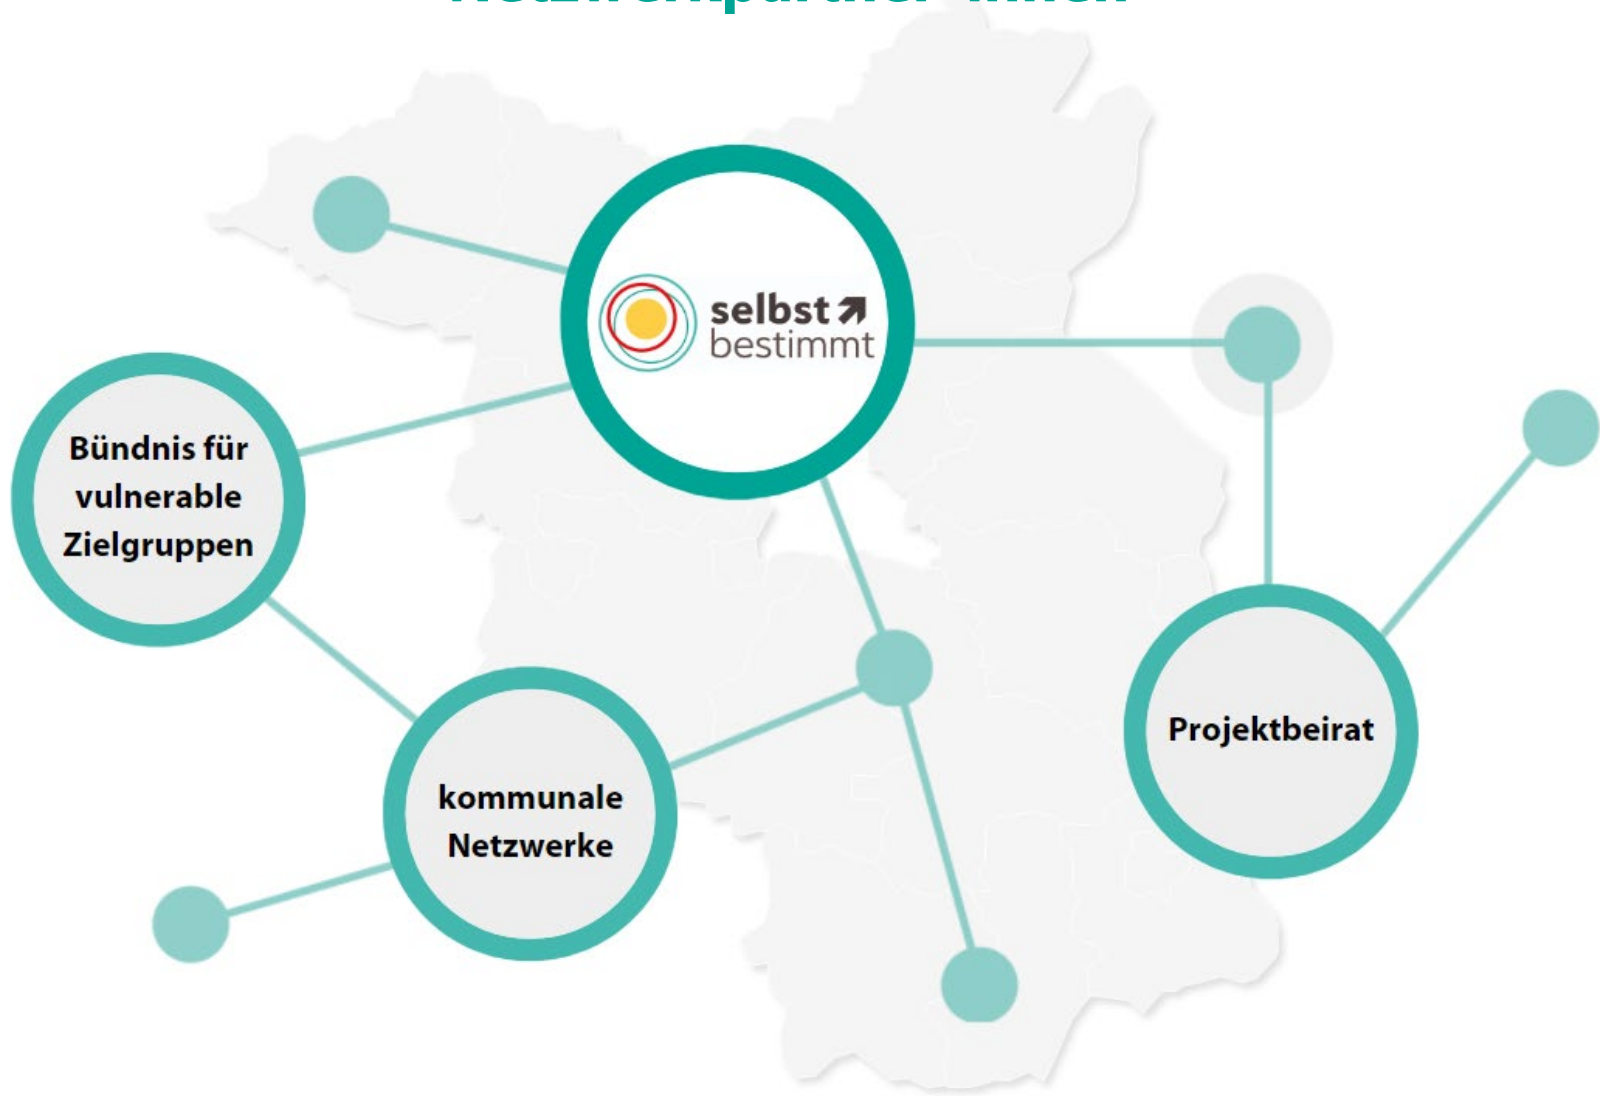 selbst
bestimmt
Bündnis für
vulnerable
Zielgruppen
Projektbeirat
kommunale
Netzwerke